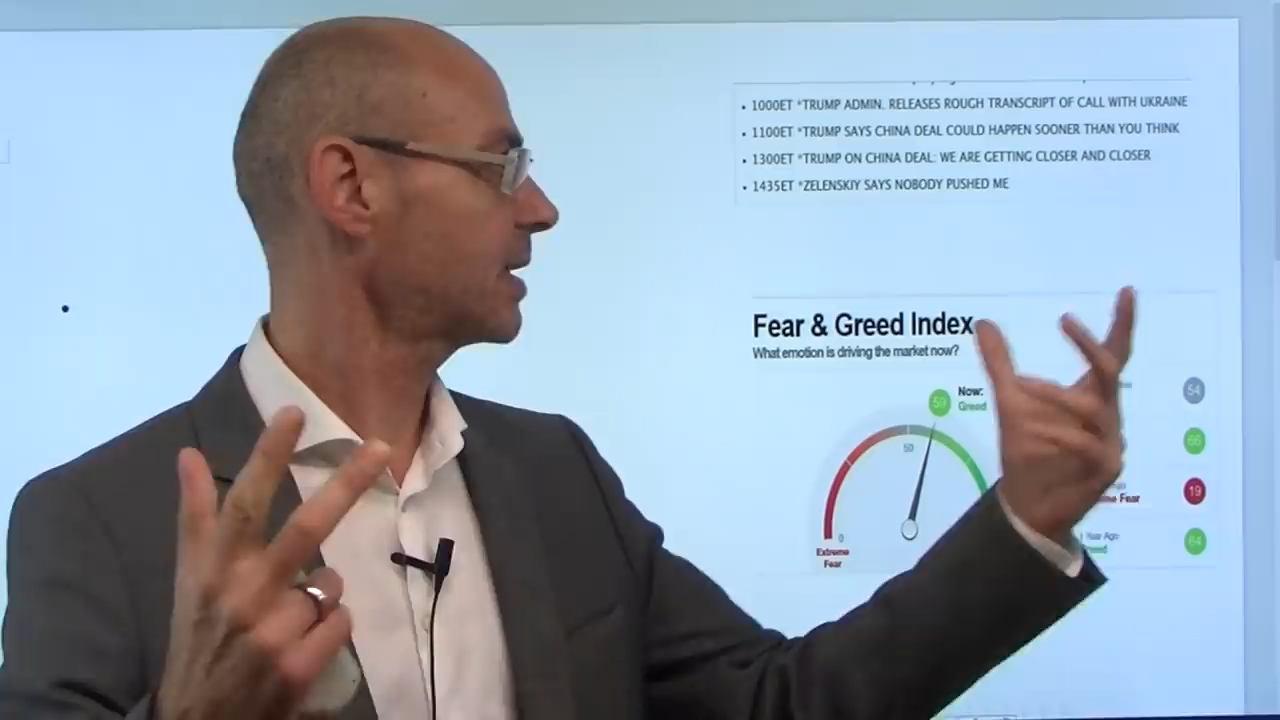 • 1000ET *TRUMP ADMIN. RELEASES ROUGH TRANSCRIPT OF CALL WITH UKRAINE
• 1100ET *TRUMP SAYS CHINA DEAL COULD HAPPEN SOONER THAN YOU THINK
• 1300ET *TRUMP ON CHINA DEAL: WE ARE GETTING CLOSER AND CLOSER
• 1435ET *ZELENSKIY SAYS NOBODY PUSHED ME
Fear & Greed Index
What emotion is driving the market now?
59
Now:
Greed
54
50
66
19
Fear
0
Year Ago
64
Extreme
Fear